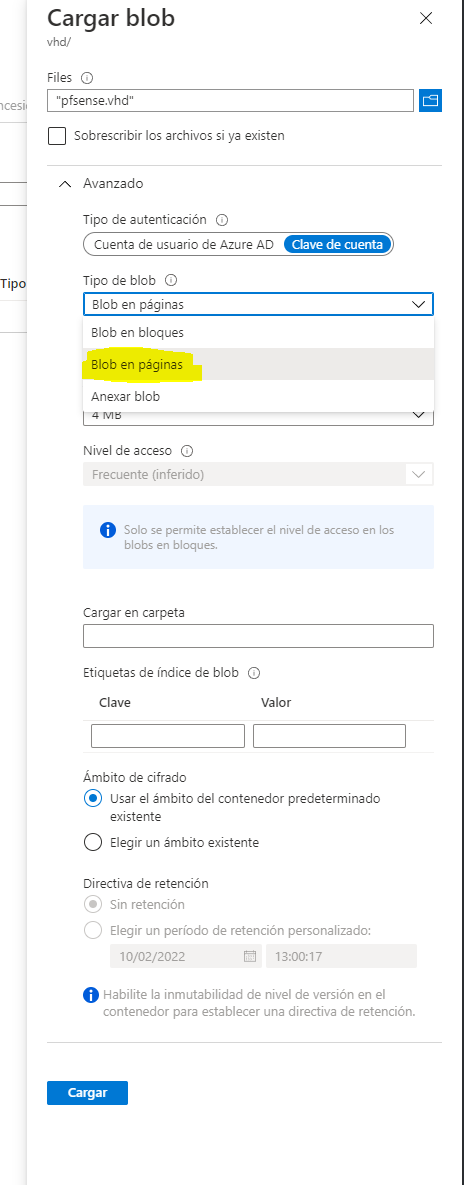 Cargar blob
vhd/
Files
"pfsense.vhd"
Sobrescribir los archivos si ya existen
Avanzado
Tipo de autenticación
Cuenta de usuario de Azure AD Clave de cuenta
Tipo
Tipo de blob
Blob en páginas
Blob en bloques
Blob en páginas
Anexar blob
4 MB
Nivel de acceso
Frecuente (inferido)
Solo se permite establecer el nivel de acceso en los
blobs en bloques.
Cargar en carpeta
Etiquetas de índice de blob
Clave Valor
Ámbito de cifrado
Usar el ámbito del contenedor predeterminado
existente
Elegir un ámbito existente
Directiva de retención
Sin retención
Elegir un período de retención personalizado:
10/02/2022 13:00:17
Habilite la inmutabilidad de nivel de versión en el
contenedor para establecer una directiva de retención.
Cargar